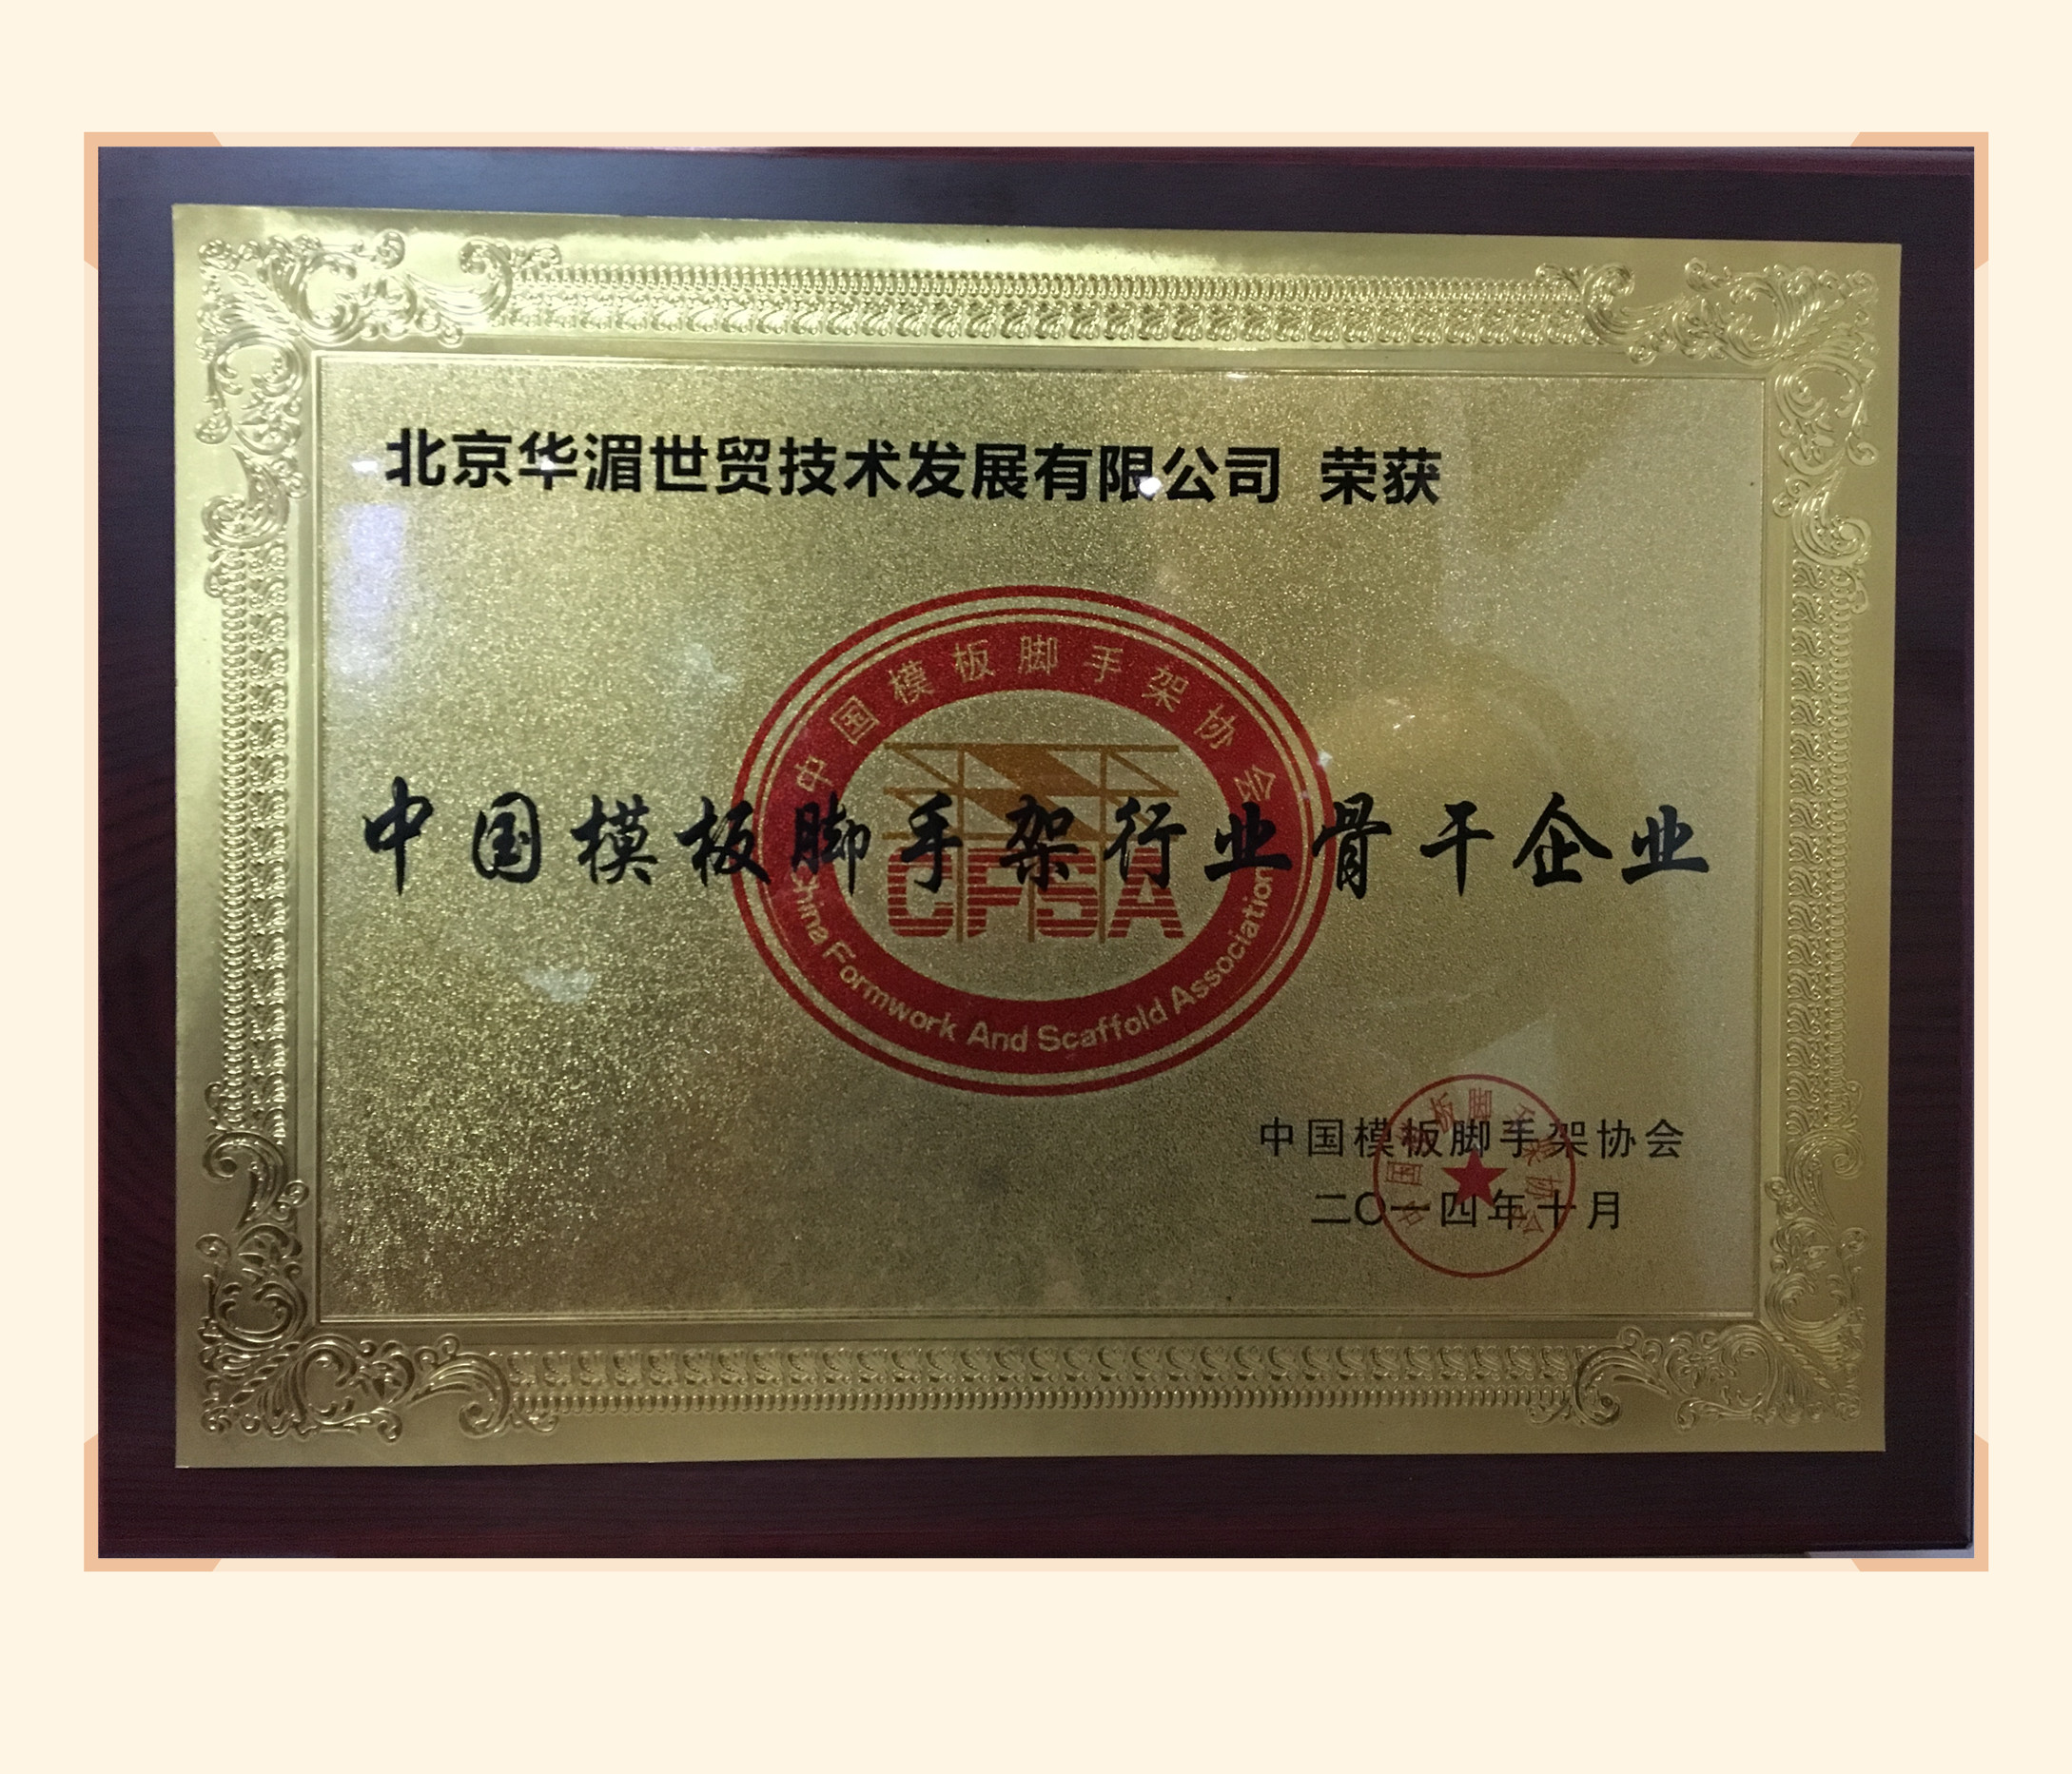 北京华湄世贸技术发展有限公司 荣获
中国模板脚手架协会
中国模板脚手架行业骨干企业
CFSA
China Formwork And Scaffold Association
中国模板脚手架协会
二〇一四年十月